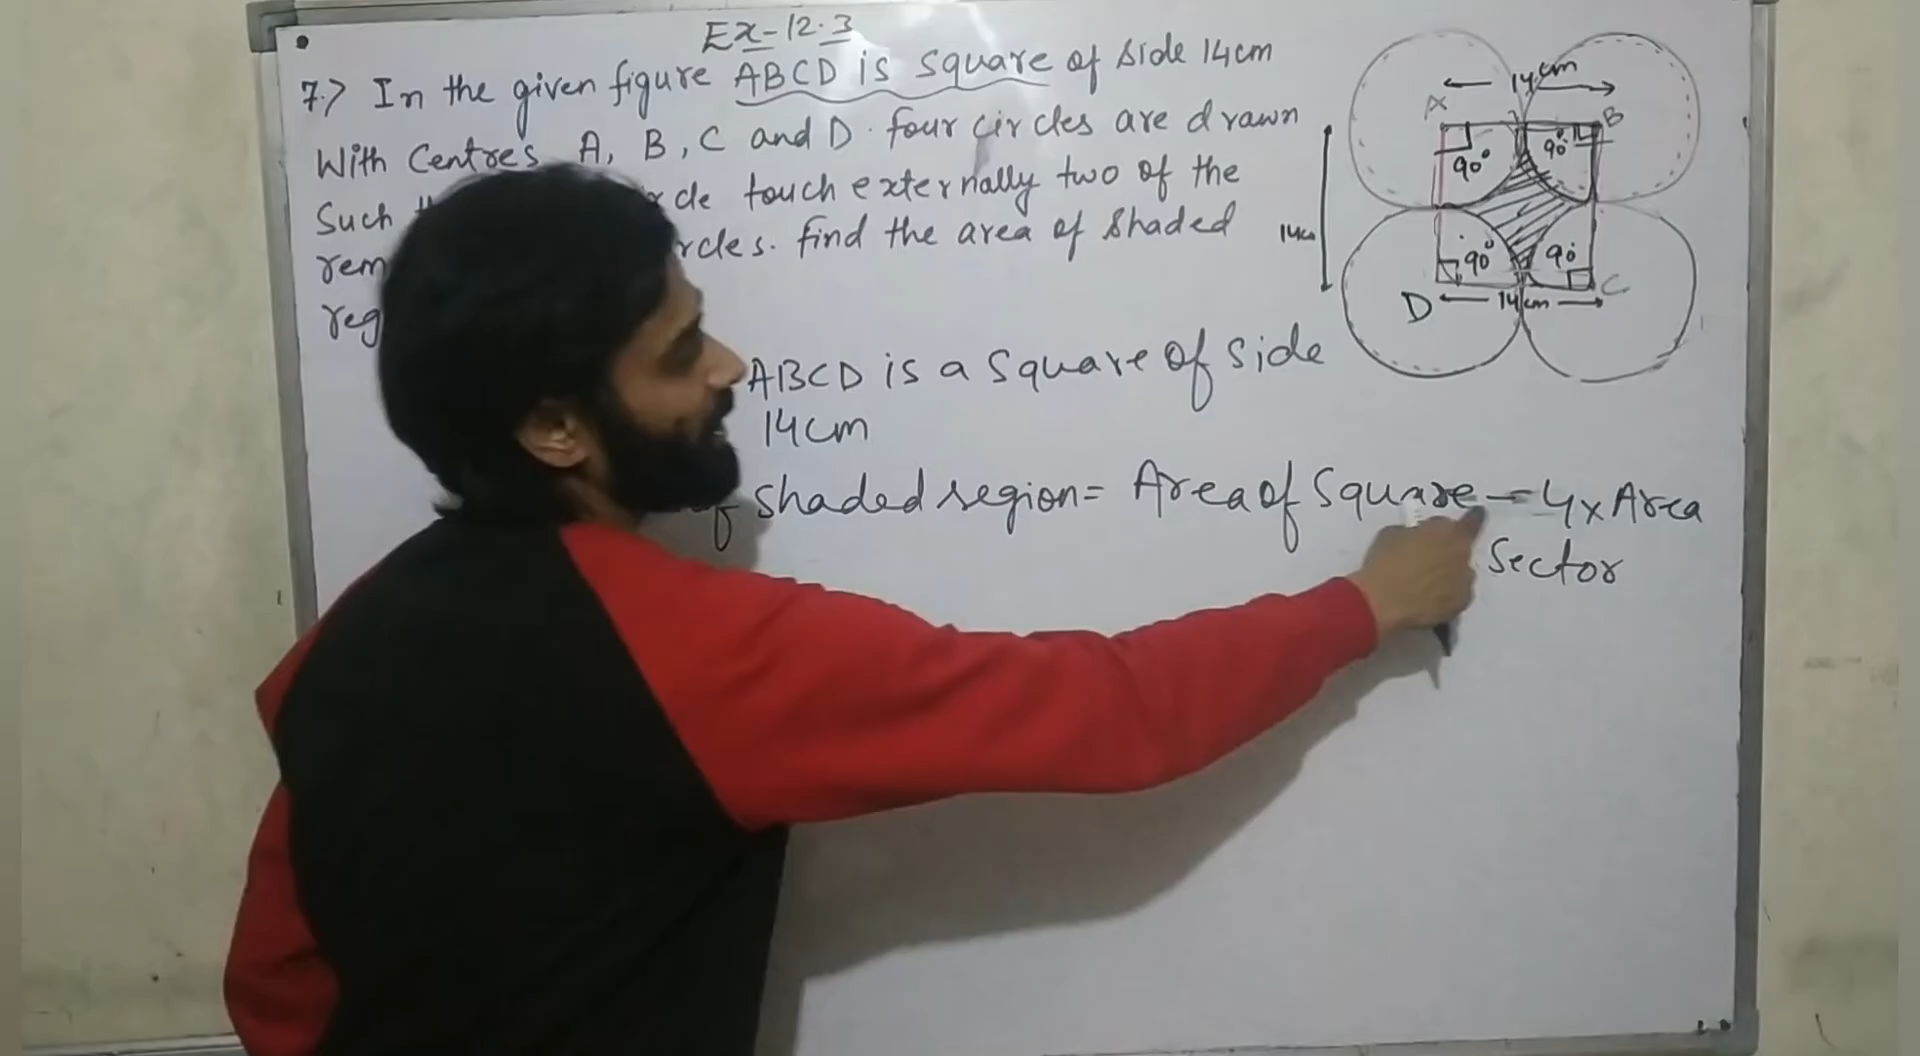 Ex-12.3
7.> In the given figure ABCD is square of side 14cm
With Centres A, B, C and D. four circles are drawn
Such cle touch externally two of the
rem rcles. find the area of Shaded
reg
ABCD is a square of side
14cm
of shaded region = Area of Square - 4 x Area
Sector
14cm
A
B
90°
90°
14cm
90°
90°
D
14cm
C